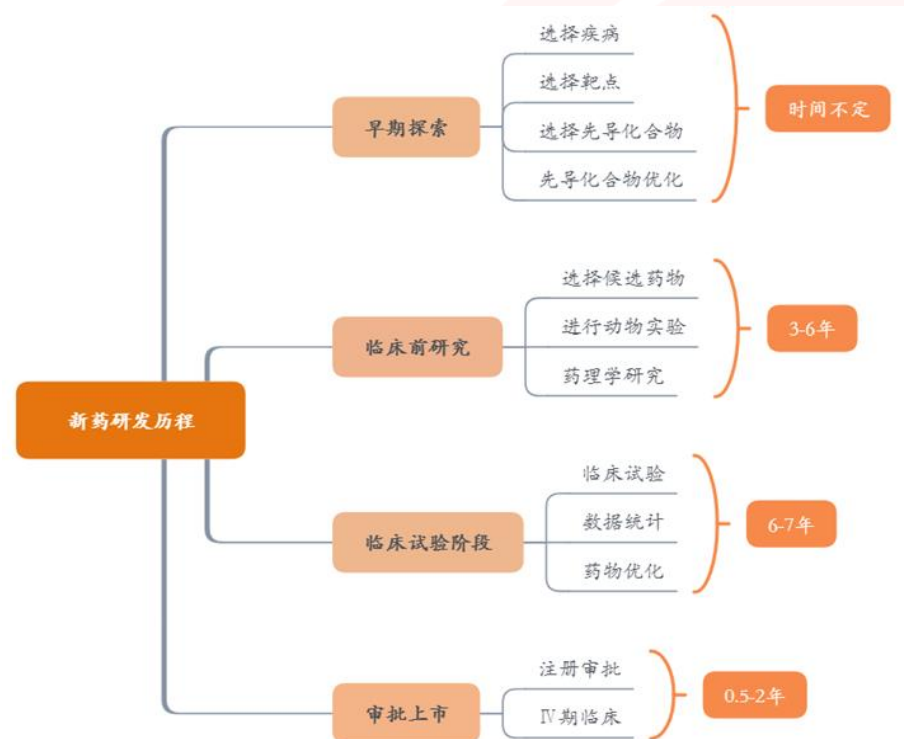 新药研发历程
早期探索
选择疾病
选择靶点
选择先导化合物
先导化合物优化
时间不定
临床前研究
选择候选药物
进行动物实验
药理学研究
3-6年
临床试验阶段
临床试验
数据统计
药物优化
6-7年
审批上市
注册审批
Ⅳ期临床
0.5-2年